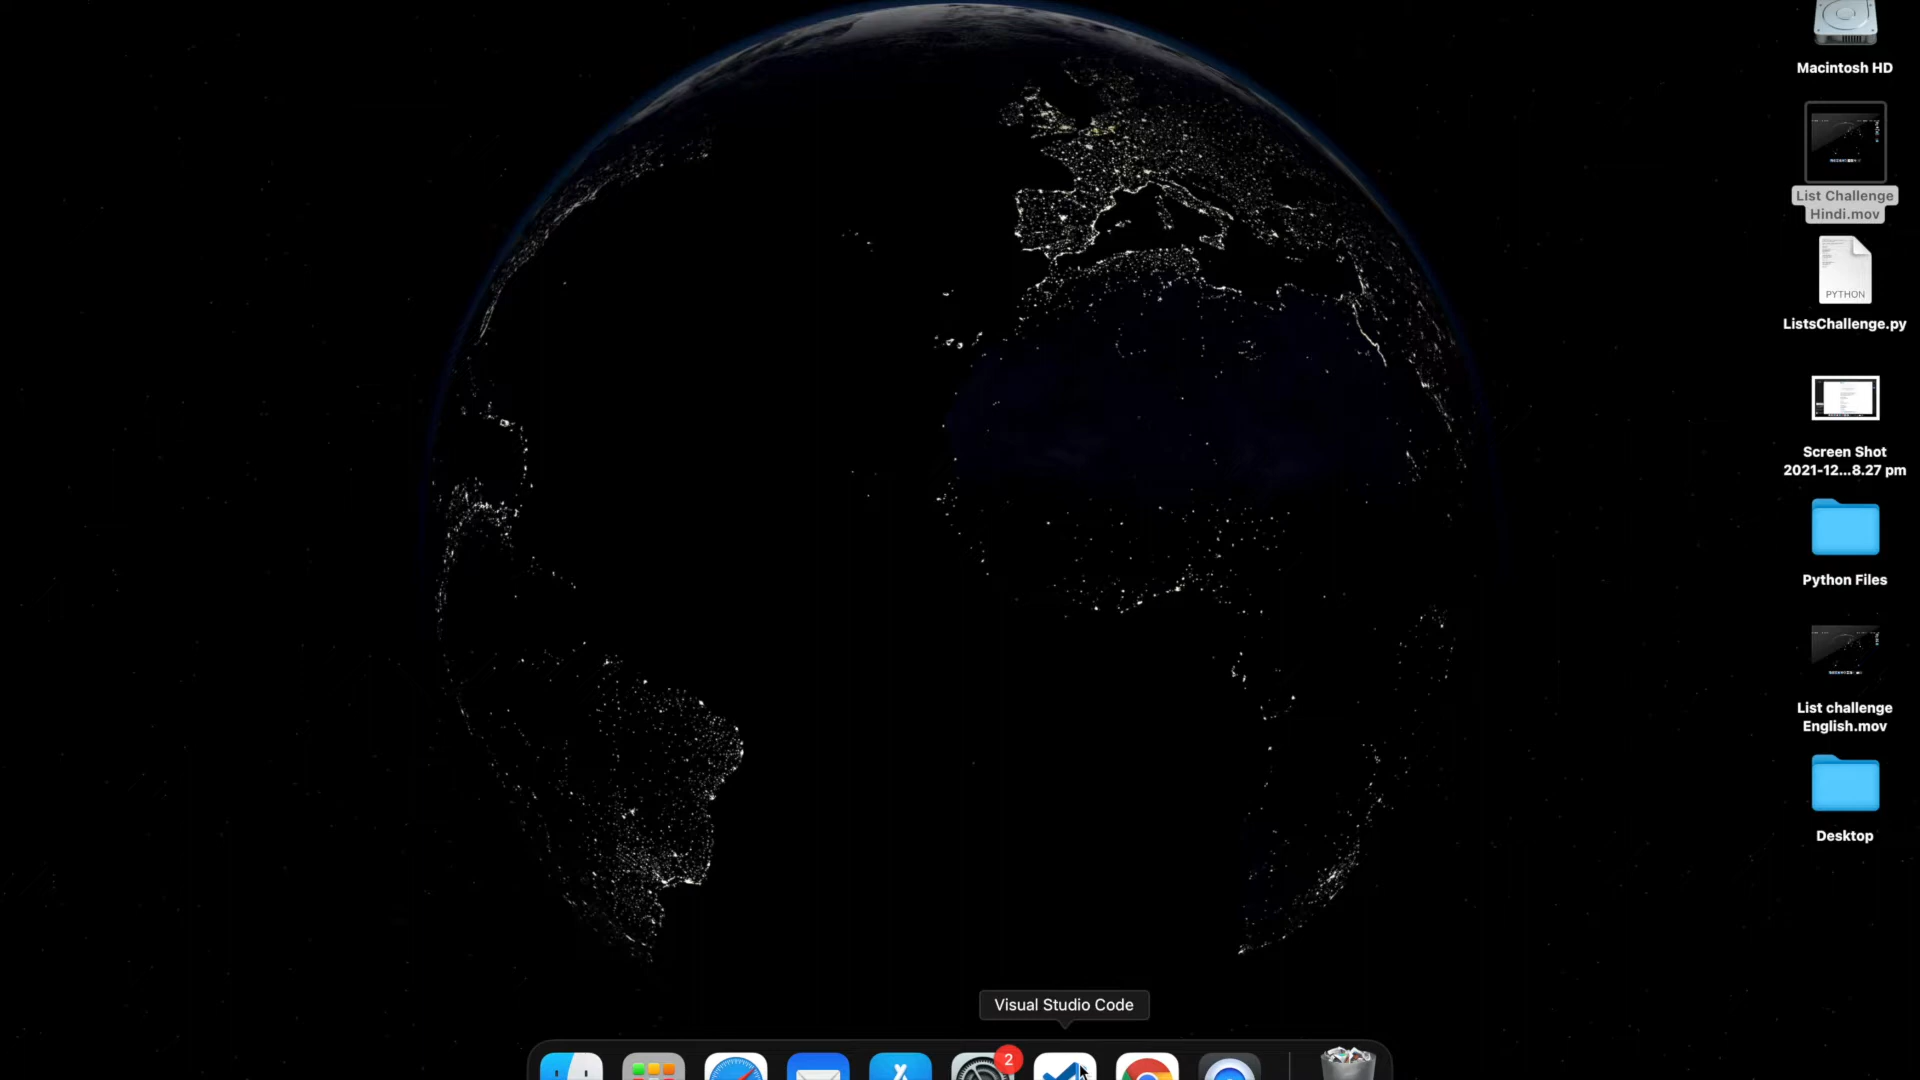 Macintosh HD
List Challenge
Hindi.mov
PYTHON
ListsChallenge.py
Screen Shot
2021-12...8.27 pm
Python Files
List challenge
English.mov
Desktop
Visual Studio Code
2